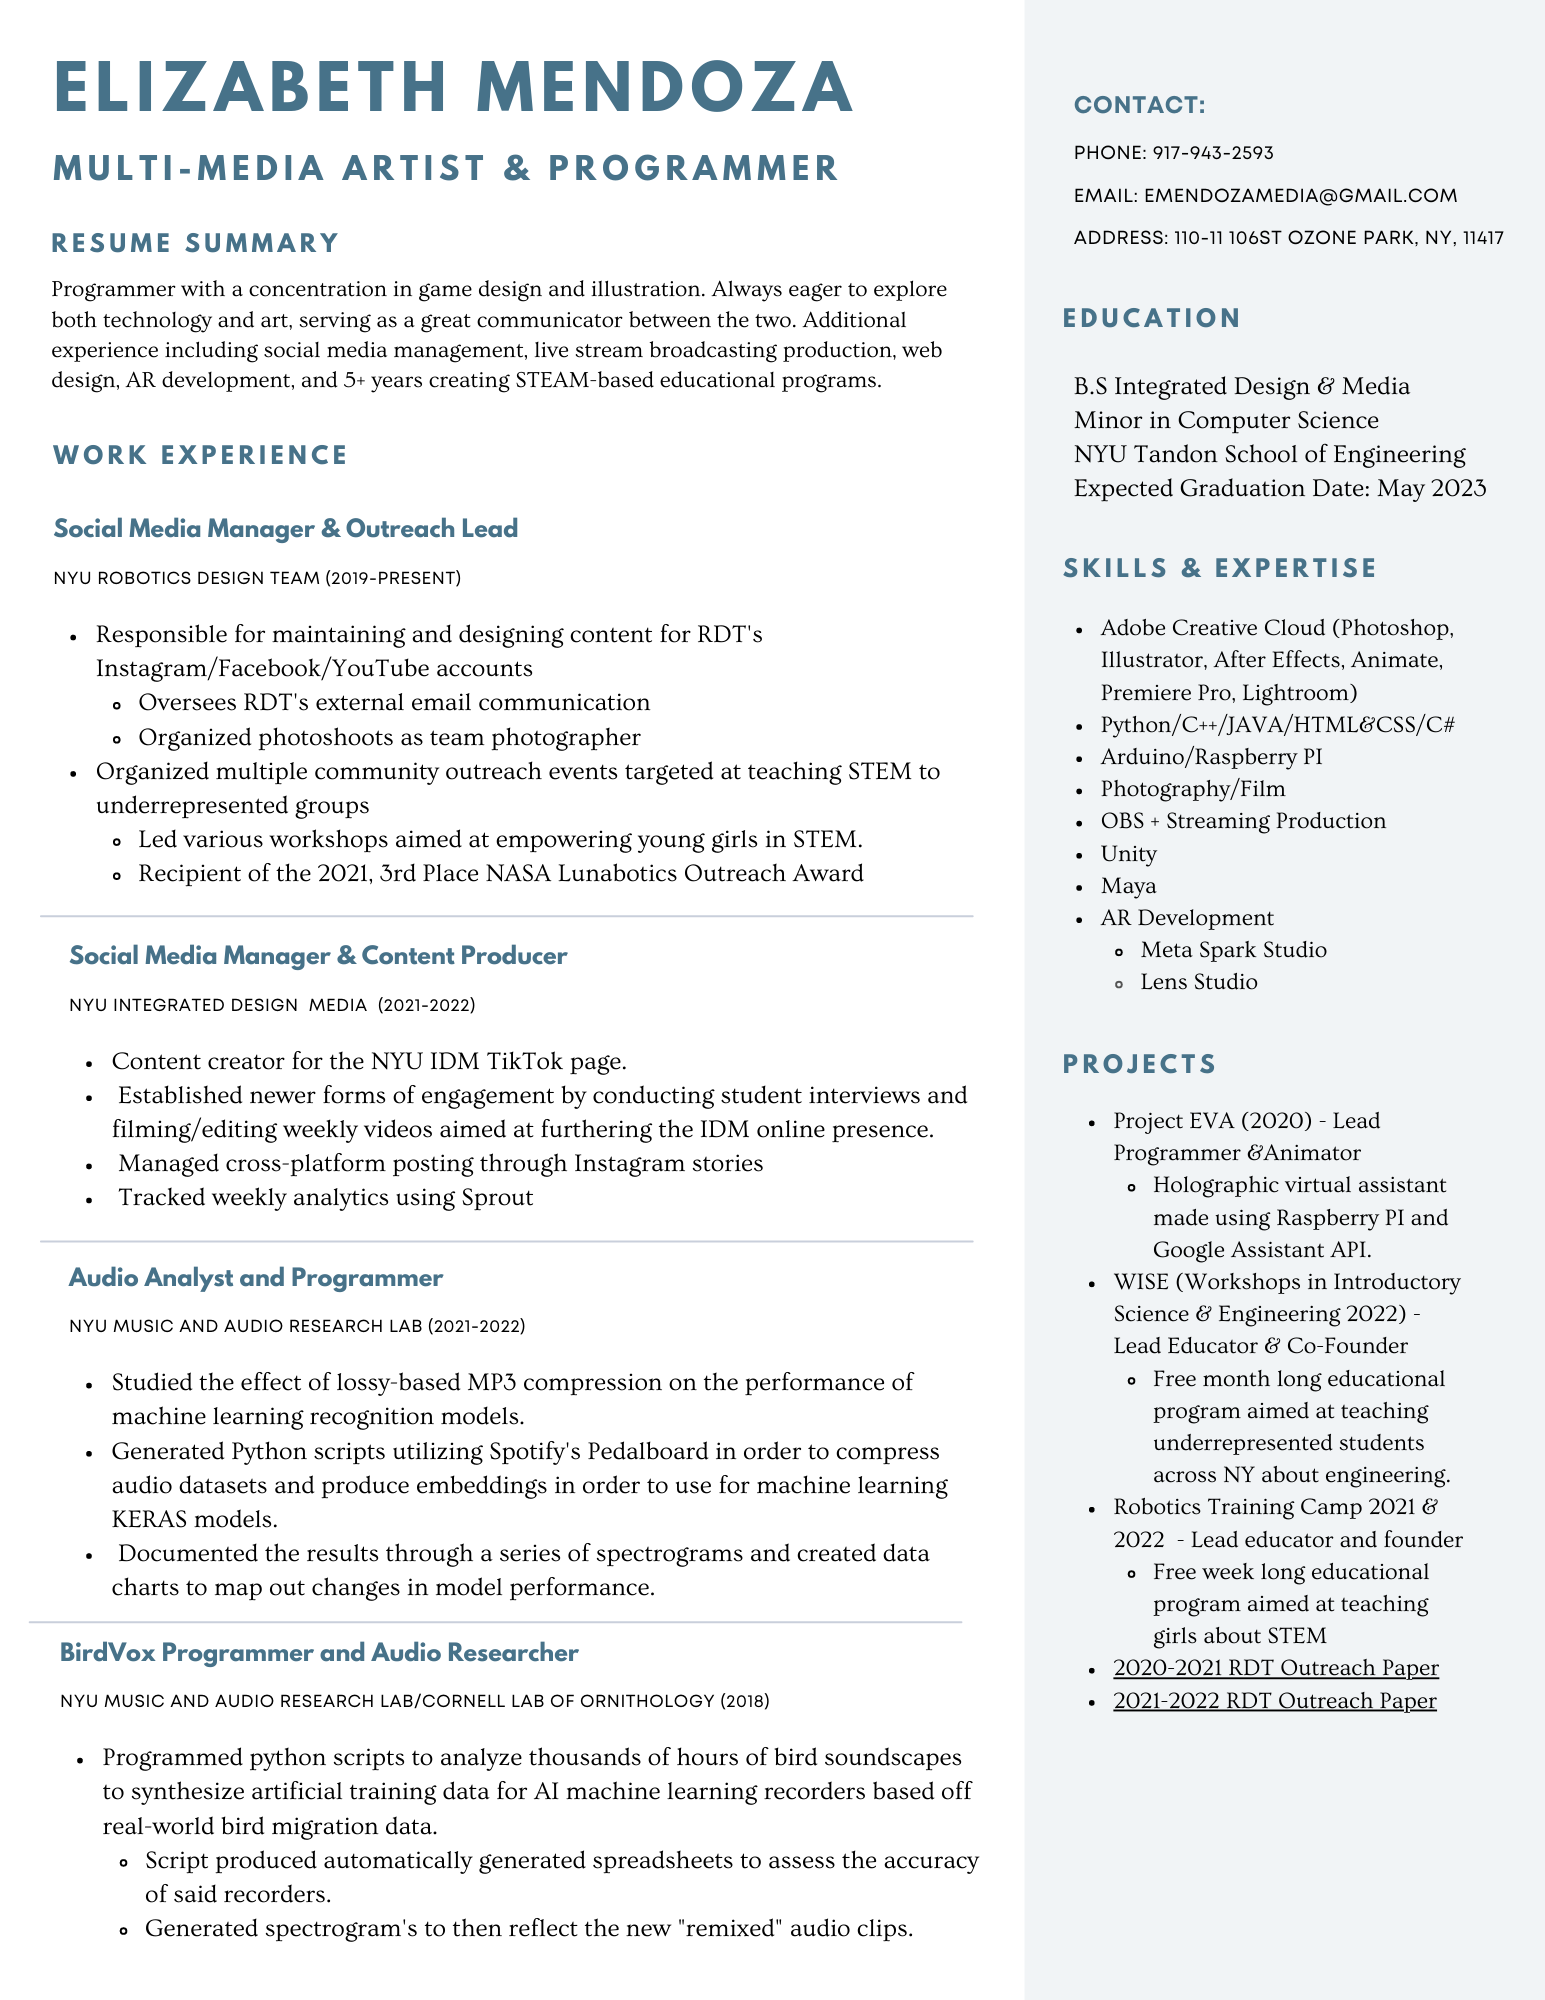 ELIZABETH MENDOZA
MULTI-MEDIA ARTIST & PROGRAMMER
RESUME SUMMARY
Programmer with a concentration in game design and illustration. Always eager to explore
both technology and art, serving as a great communicator between the two. Additional
experience including social media management, live stream broadcasting production, web
design, AR development, and 5+ years creating STEAM-based educational programs.
WORK EXPERIENCE
Social Media Manager & Outreach Lead
NYU ROBOTICS DESIGN TEAM (2019-PRESENT)
• Responsible for maintaining and designing content for RDT's
Instagram/Facebook/YouTube accounts
◦ Oversees RDT's external email communication
◦ Organized photoshoots as team photographer
• Organized multiple community outreach events targeted at teaching STEM to
underrepresented groups
◦ Led various workshops aimed at empowering young girls in STEM.
◦ Recipient of the 2021, 3rd Place NASA Lunabotics Outreach Award
Social Media Manager & Content Producer
NYU INTEGRATED DESIGN MEDIA (2021-2022)
• Content creator for the NYU IDM TikTok page.
• Established newer forms of engagement by conducting student interviews and
filming/editing weekly videos aimed at furthering the IDM online presence.
• Managed cross-platform posting through Instagram stories
• Tracked weekly analytics using Sprout
Audio Analyst and Programmer
NYU MUSIC AND AUDIO RESEARCH LAB (2021-2022)
• Studied the effect of lossy-based MP3 compression on the performance of
machine learning recognition models.
• Generated Python scripts utilizing Spotify's Pedalboard in order to compress
audio datasets and produce embeddings in order to use for machine learning
KERAS models.
• Documented the results through a series of spectrograms and created data
charts to map out changes in model performance.
BirdVox Programmer and Audio Researcher
NYU MUSIC AND AUDIO RESEARCH LAB/CORNELL LAB OF ORNITHOLOGY (2018)
• Programmed python scripts to analyze thousands of hours of bird soundscapes
to synthesize artificial training data for AI machine learning recorders based off
real-world bird migration data.
◦ Script produced automatically generated spreadsheets to assess the accuracy
of said recorders.
◦ Generated spectrogram's to then reflect the new "remixed" audio clips.
CONTACT:
PHONE: 917-943-2593
EMAIL: EMENDOZAMEDIA@GMAIL.COM
ADDRESS: 110-11 106ST OZONE PARK, NY, 11417
EDUCATION
B.S Integrated Design & Media
Minor in Computer Science
NYU Tandon School of Engineering
Expected Graduation Date: May 2023
SKILLS & EXPERTISE
• Adobe Creative Cloud (Photoshop,
Illustrator, After Effects, Animate,
Premiere Pro, Lightroom)
• Python/C++/JAVA/HTML&CSS/C#
• Arduino/Raspberry PI
• Photography/Film
• OBS + Streaming Production
• Unity
• Maya
• AR Development
◦ Meta Spark Studio
◦ Lens Studio
PROJECTS
• Project EVA (2020) - Lead
Programmer &Animator
◦ Holographic virtual assistant
made using Raspberry PI and
Google Assistant API.
• WISE (Workshops in Introductory
Science & Engineering 2022) -
Lead Educator & Co-Founder
◦ Free month long educational
program aimed at teaching
underrepresented students
across NY about engineering.
• Robotics Training Camp 2021 &
2022 - Lead educator and founder
◦ Free week long educational
program aimed at teaching
girls about STEM
• 2020-2021 RDT Outreach Paper
• 2021-2022 RDT Outreach Paper